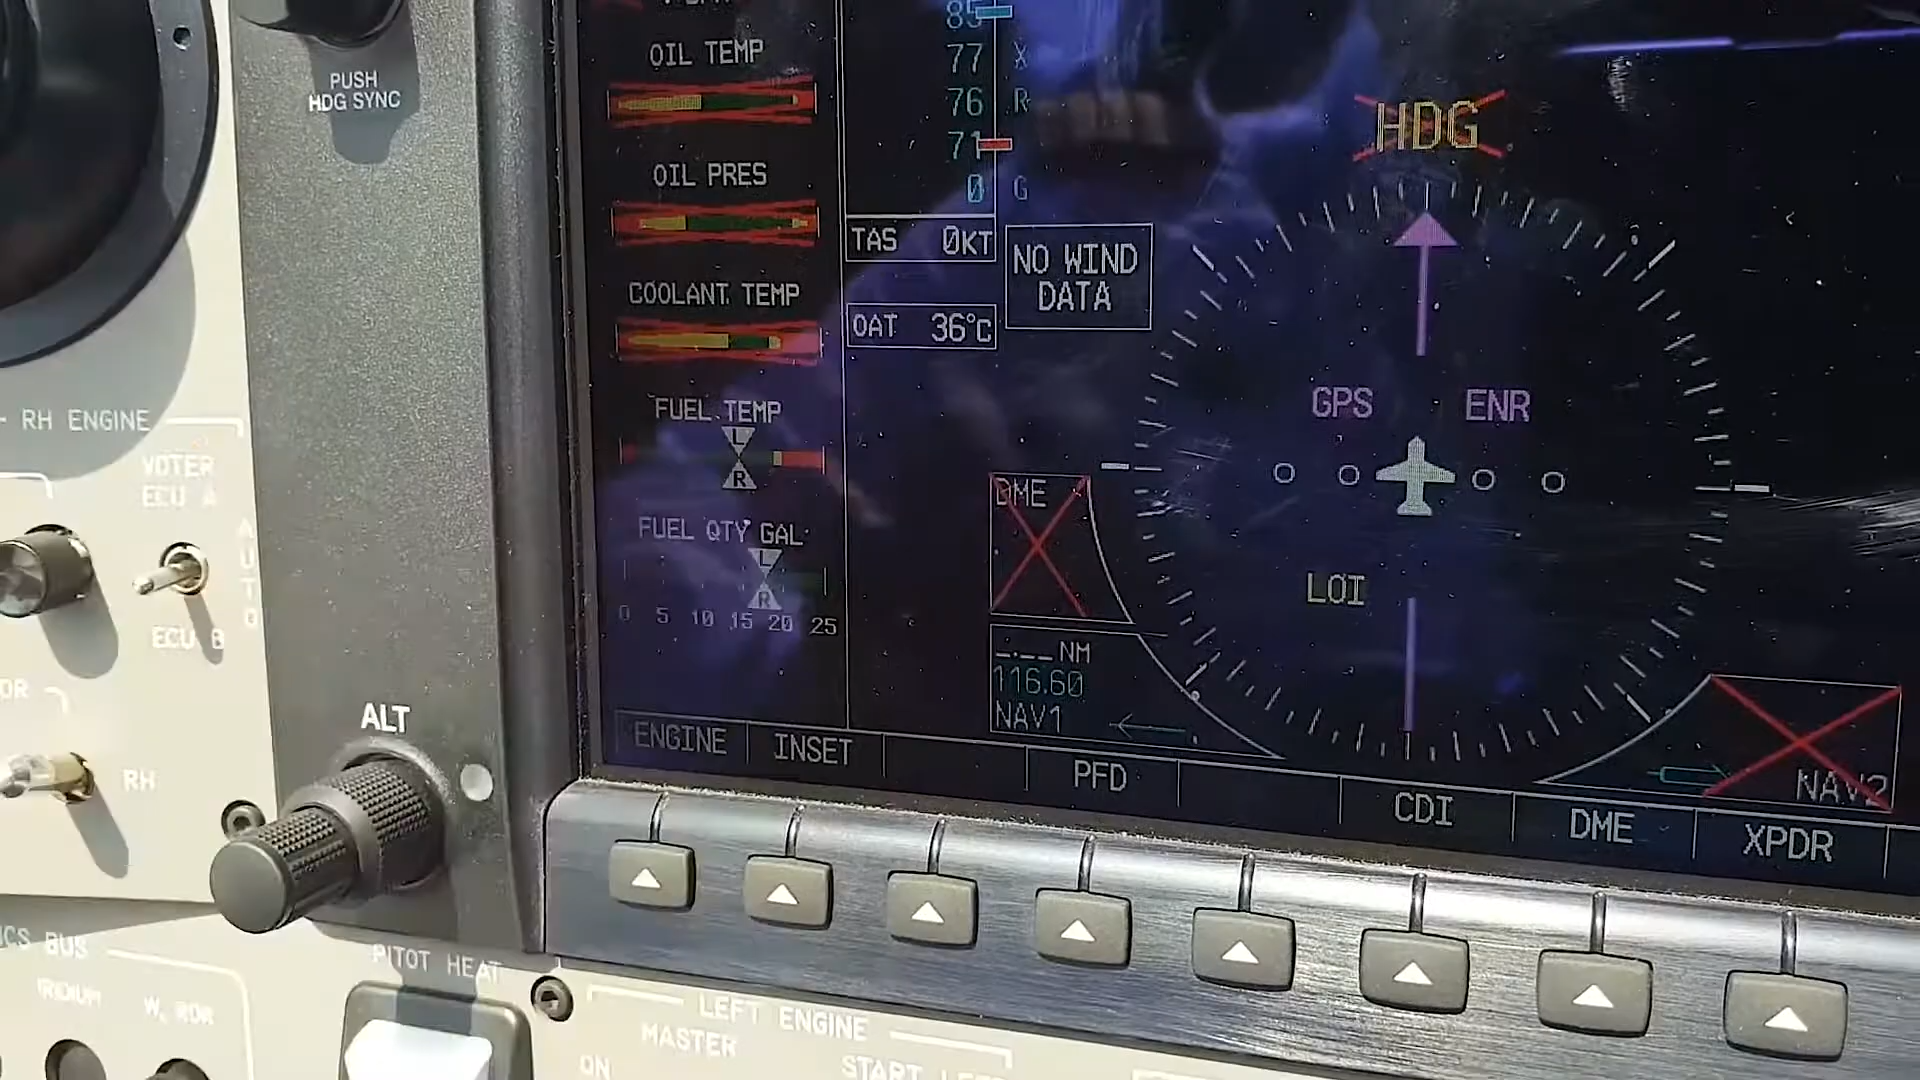 PUSH
HDG SYNC
OIL TEMP
OIL PRES
COOLANT TEMP
FUEL TEMP
L
R
FUEL QTY GAL
L
R
0 5 10 15 20 25
85
77 X
76 R
71
0 G
TAS 0KT
OAT 36°C
NO WIND
DATA
HDG
GPS ENR
LOI
DME
_._ _NM
116.60
NAV1
NAV2
ENGINE INSET PFD CDI DME XPDR
RH ENGINE
VOTER
ECU A
AUTO
ECU B
RH
ALT
PITOT HEAT
BUS
IRIDIUM
W. RDR
LEFT ENGINE
MASTER
ON
START